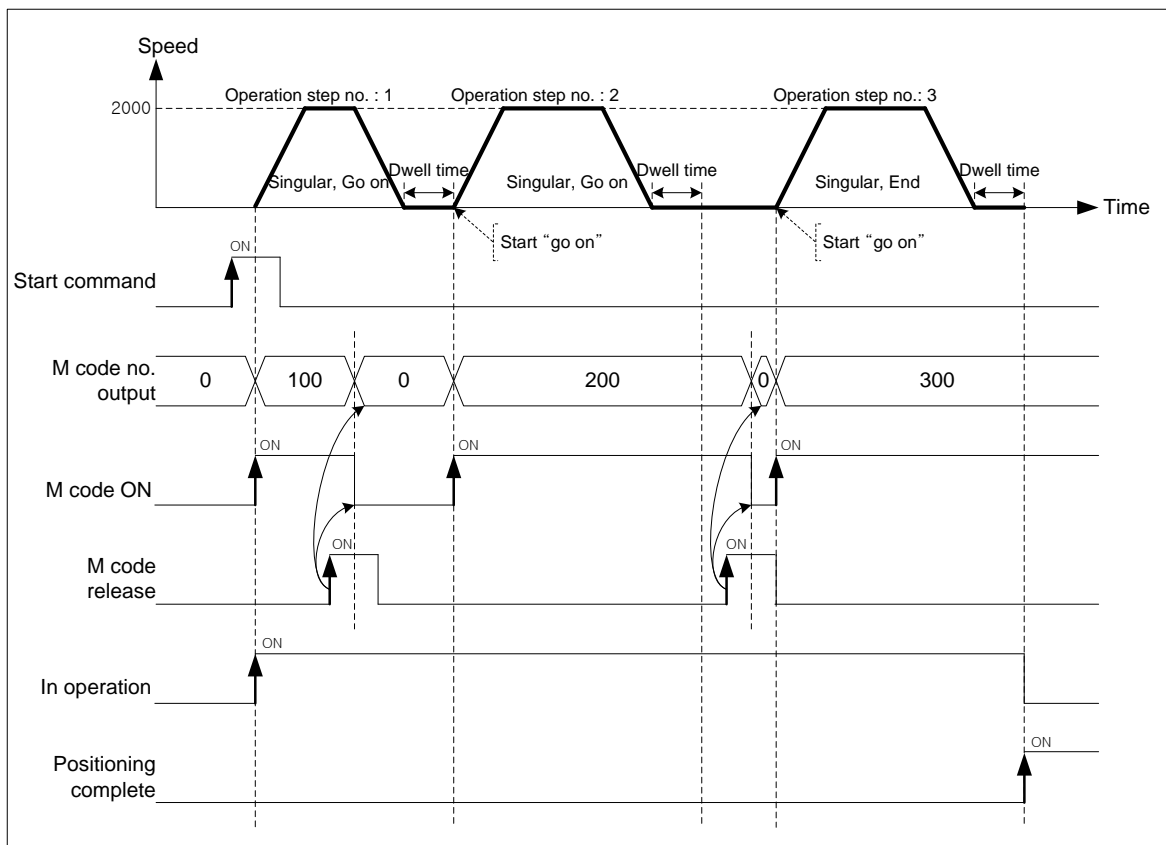 Speed
Operation step no. : 1
Operation step no. : 2
Operation step no.: 3
2000
Dwell time
Dwell time
Dwell time
Singular, Go on
Singular, Go on
Singular, End
Time
Start “go on”
Start “go on”
ON
Start command
M code no.
output
0
100
0
200
0
300
ON
ON
ON
M code ON
ON
ON
M code
release
ON
In operation
ON
Positioning
complete